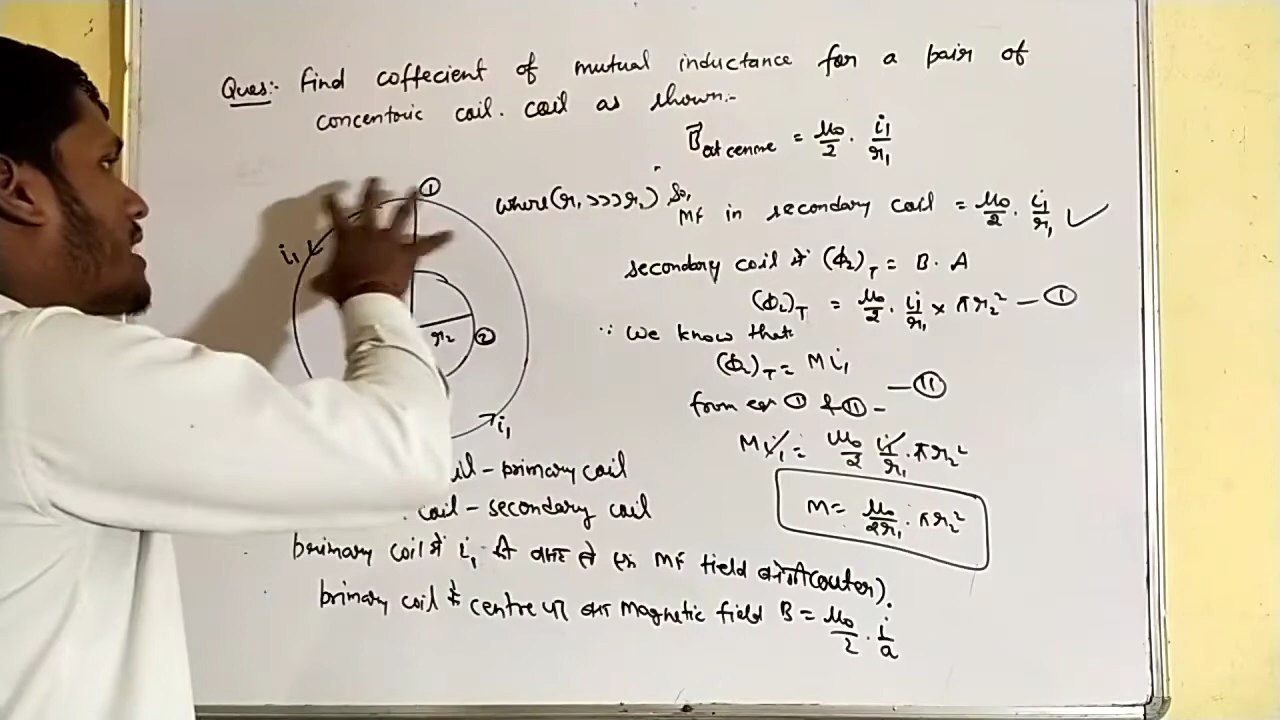 Ques:- Find coffecient of mutual inductance for a pair of
concentric coil. coil as shown:-
B⃗ at centre = μ₀/2 · i₁/r₁
where (r₁ >>> r₂) So,
MF in secondary coil = μ₀/2 · i₁/r₁ ✓
secondary coil में (ϕ₂)T = B · A
(ϕ₂)T = μ₀/2 · i₁/r₁ × πr₂² — ①
∵ We know that
(ϕ₂)T = M i₁
— ⑪
from eqn ① & ⑪ -
M i₁ = μ₀/2 i₁/r₁ · πr₂²
M = μ₀/2r₁ · πr₂²
①
i₁
r₂
②
i₁
- primary coil
coil - secondary coil
primary coil में i₁ MF field (outer).
primary coil के centre पर Magnetic field B = μ₀/2 · i/a